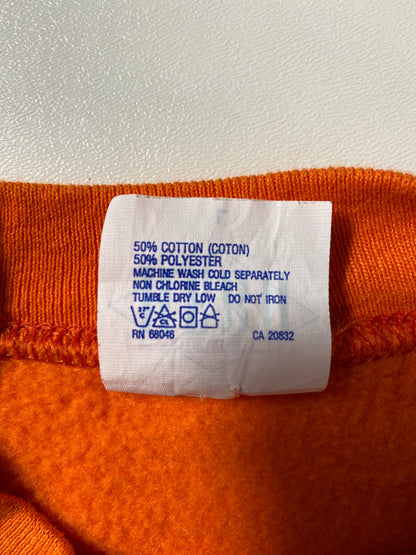 50% COTTON (COTON)
50% POLYESTER
MACHINE WASH COLD SEPARATELY
NON CHLORINE BLEACH
TUMBLE DRY LOW DO NOT IRON
RN 68046 CA 20832